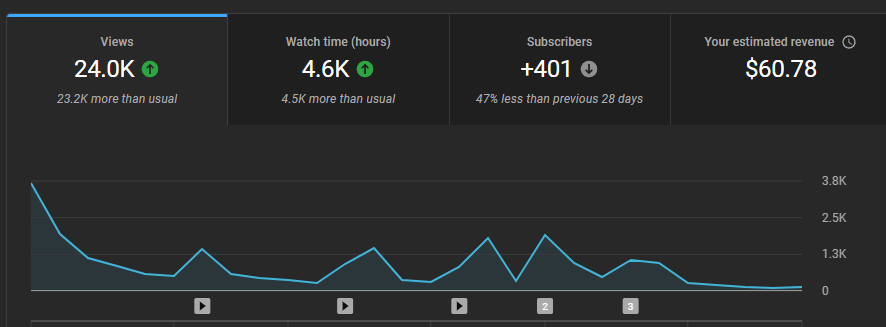 Views
24.0K
23.2K more than usual
Watch time (hours)
4.6K
4.5K more than usual
Subscribers
+401
47% less than previous 28 days
Your estimated revenue
$60.78
3.8K
2.5K
1.3K
0
2
3